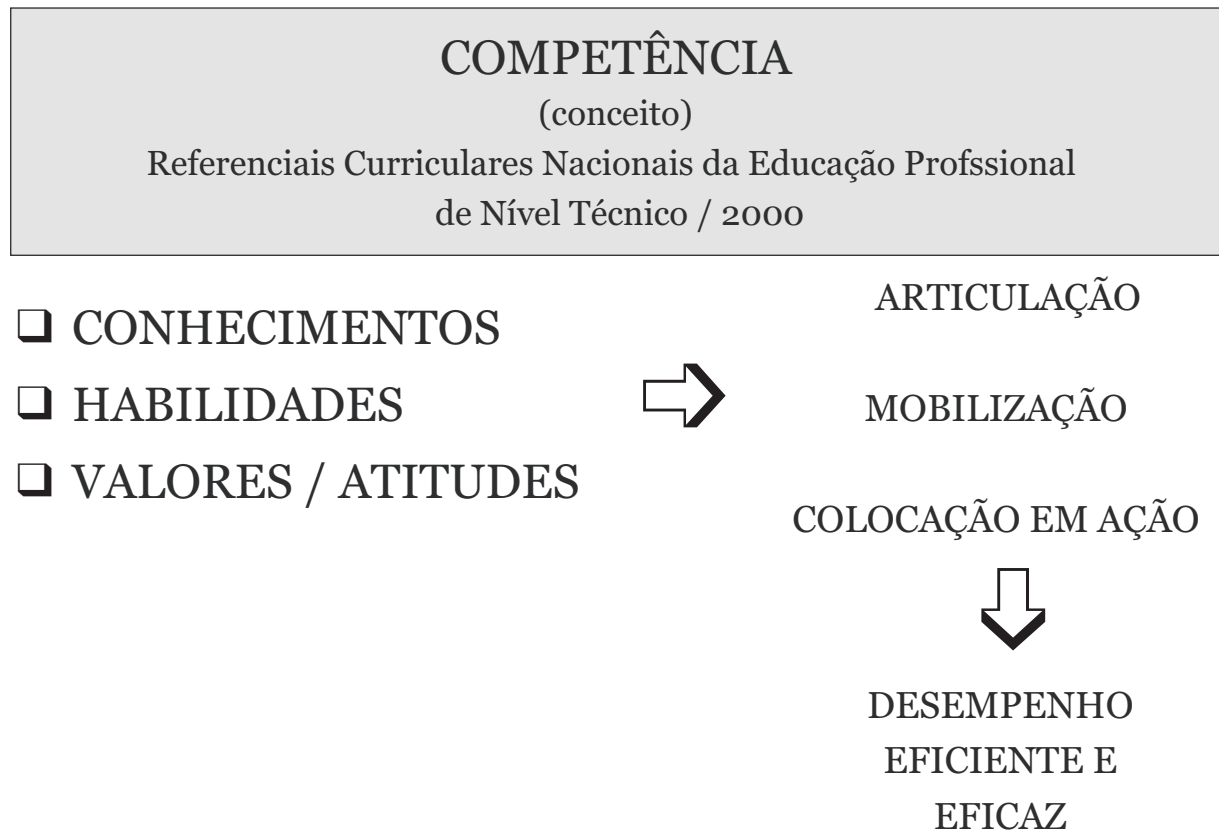 COMPETÊNCIA
(conceito)
Referenciais Curriculares Nacionais da Educação Profssional
de Nível Técnico / 2000
CONHECIMENTOS
HABILIDADES
VALORES / ATITUDES
ARTICULAÇÃO
MOBILIZAÇÃO
COLOCAÇÃO EM AÇÃO
DESEMPENHO
EFICIENTE E
EFICAZ